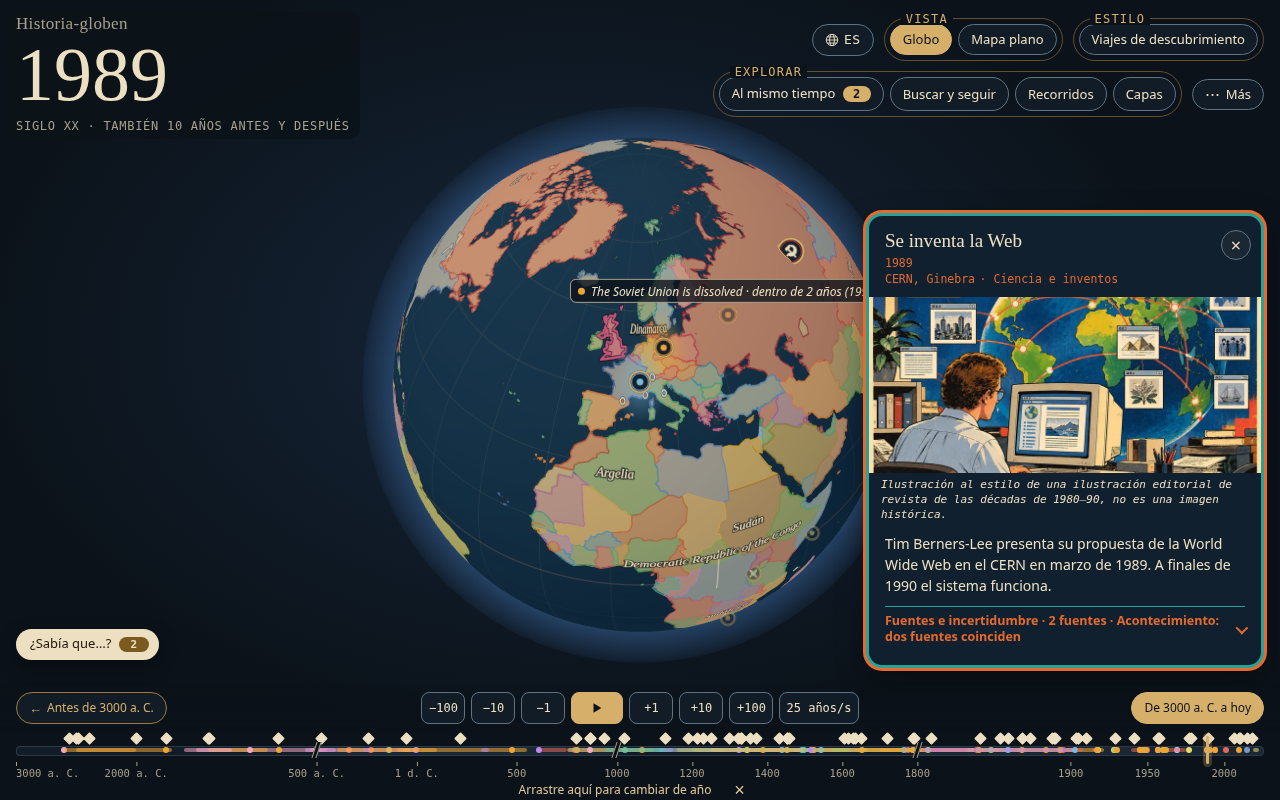 Historia-globen
1989
SIGLO XX · TAMBIÉN 10 AÑOS ANTES Y DESPUÉS
ES
VISTA
Globo
Mapa plano
ESTILO
Viajes de descubrimiento
EXPLORAR
Al mismo tiempo 2
Buscar y seguir
Recorridos
Capas
··· Más
The Soviet Union is dissolved · dentro de 2 años (19
Dinamarca
Argelia
Sudán
Democratic Republic of the Congo
Se inventa la Web
×
1989
CERN, Ginebra · Ciencia e inventos
Ilustración al estilo de una ilustración editorial de
revista de las décadas de 1980–90, no es una imagen
histórica.
Tim Berners-Lee presenta su propuesta de la World
Wide Web en el CERN en marzo de 1989. A finales de
1990 el sistema funciona.
Fuentes e incertidumbre · 2 fuentes · Acontecimiento:
dos fuentes coinciden
¿Sabía que…? 2
← Antes de 3000 a. C.
−100
−10
−1
+1
+10
+100
25 años/s
De 3000 a. C. a hoy
3000 a. C.
2000 a. C.
500 a. C.
1 d. C.
500
1000
1200
1400
1600
1800
1900
1950
2000
Arrastre aquí para cambiar de año ×